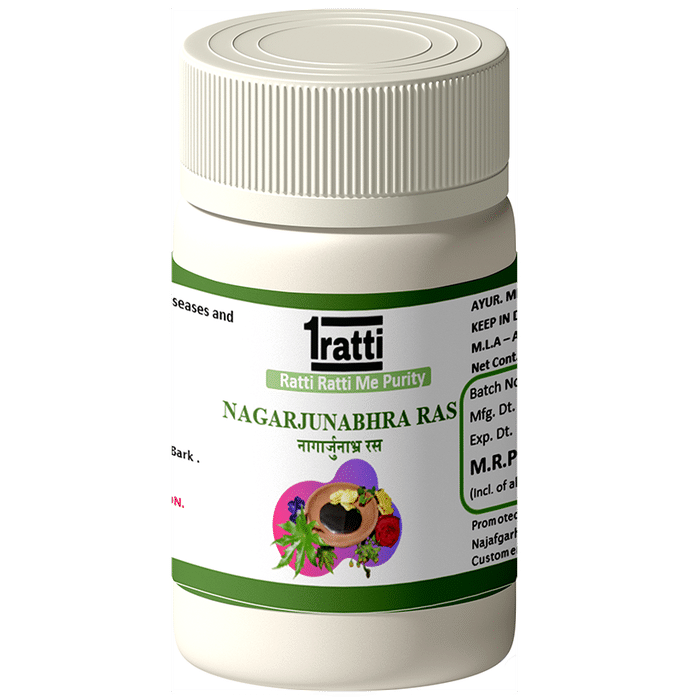 seases and
Bark .
N.
1ratti
Ratti Ratti Me Purity
NAGARJUNABHRA RAS
नागार्जुनाभ्र रस
AYUR. M
KEEP IN D
M.L.A – A
Net Cont.
Batch No
Mfg. Dt.
Exp. Dt.
M.R.P
(Incl. of al
Promoted
Najafgarh
Custome